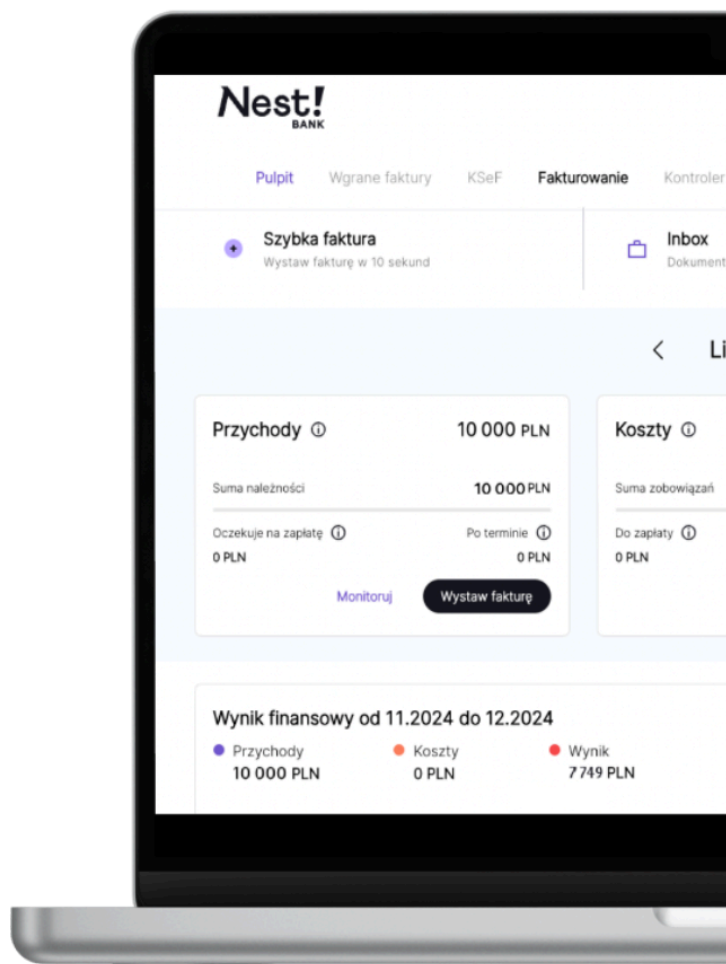 Nest!
BANK
Pulpit Wgrane faktury KSeF Fakturowanie Kontroler
Szybka faktura
Wystaw fakturę w 10 sekund
Inbox
Dokument
< Li
Przychody 10 000 PLN
Suma należności 10 000 PLN
Oczekuje na zapłatę Po terminie
0 PLN 0 PLN
Monitoruj Wystaw fakturę
Koszty
Suma zobowiązań
Do zapłaty
0 PLN
Wynik finansowy od 11.2024 do 12.2024
Przychody Koszty Wynik
10 000 PLN 0 PLN 7 749 PLN